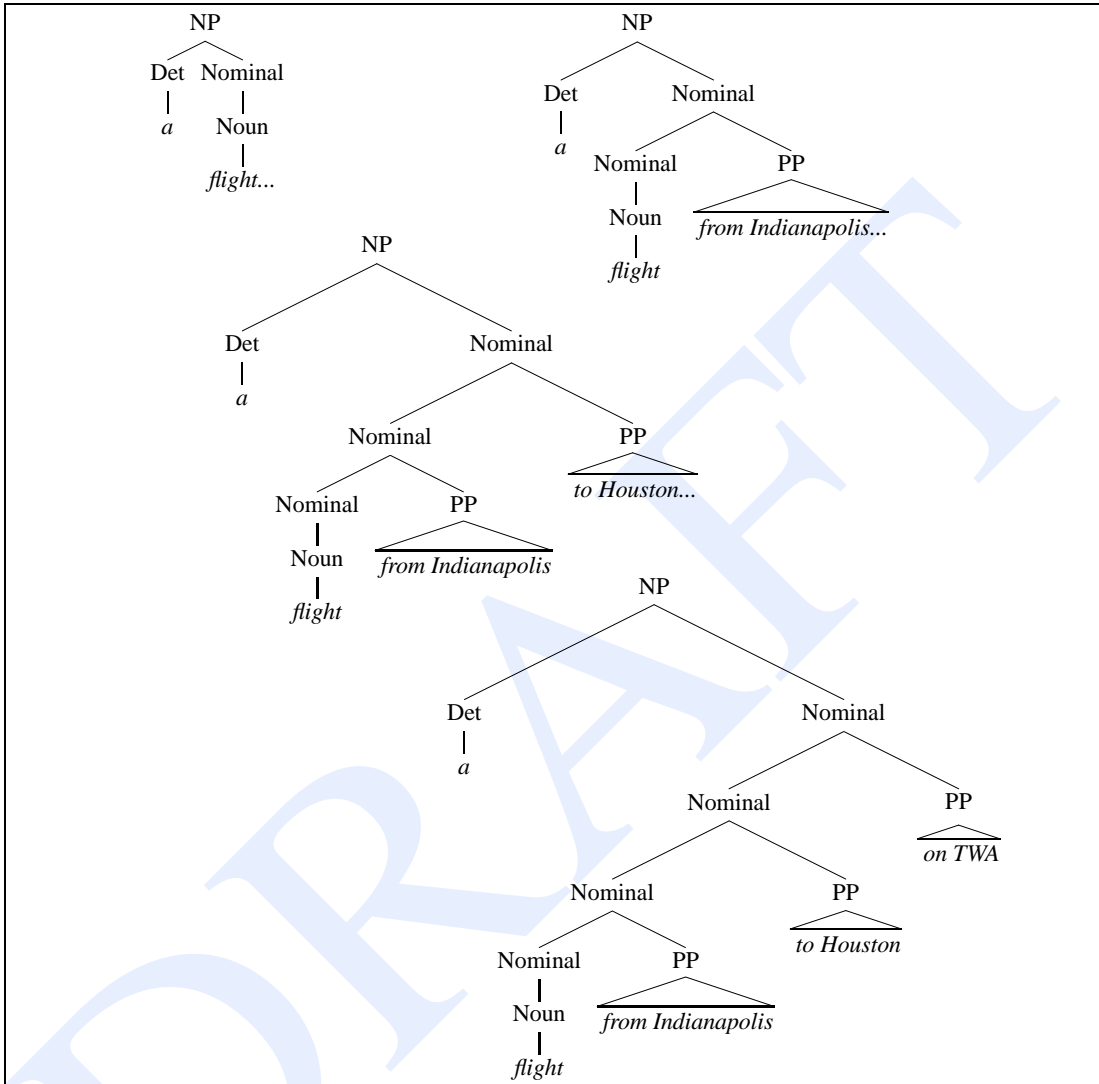 NP
Det Nominal
a Noun
flight...
NP
Det Nominal
a Nominal PP
Noun from Indianapolis...
flight
NP
Det Nominal
a
Nominal PP
to Houston...
Nominal PP
Noun from Indianapolis
flight
NP
Det Nominal
a
Nominal PP
on TWA
Nominal PP
to Houston
Nominal PP
Noun from Indianapolis
flight
DRAFT